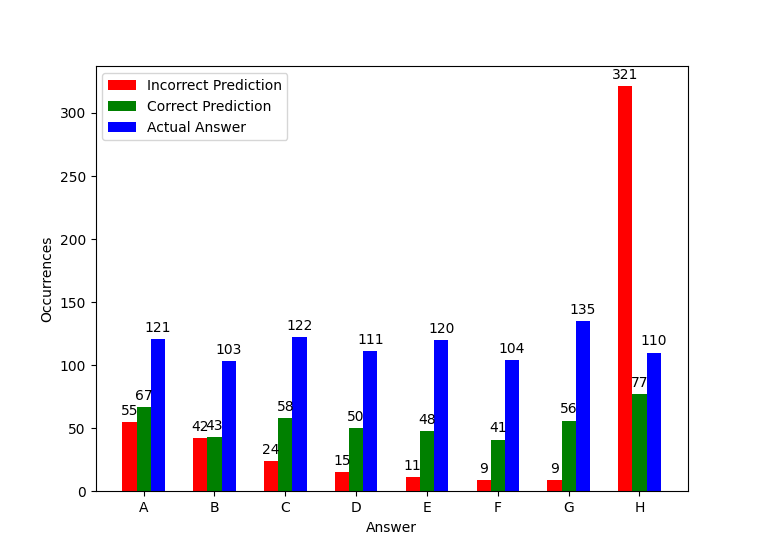 Incorrect Prediction
Correct Prediction
Actual Answer
Occurrences
300
250
200
150
100
50
0
55 67 121
42 43 103
24 58 122
15 50 111
11 48 120
9 41 104
9 56 135
321 77 110
A B C D E F G H
Answer